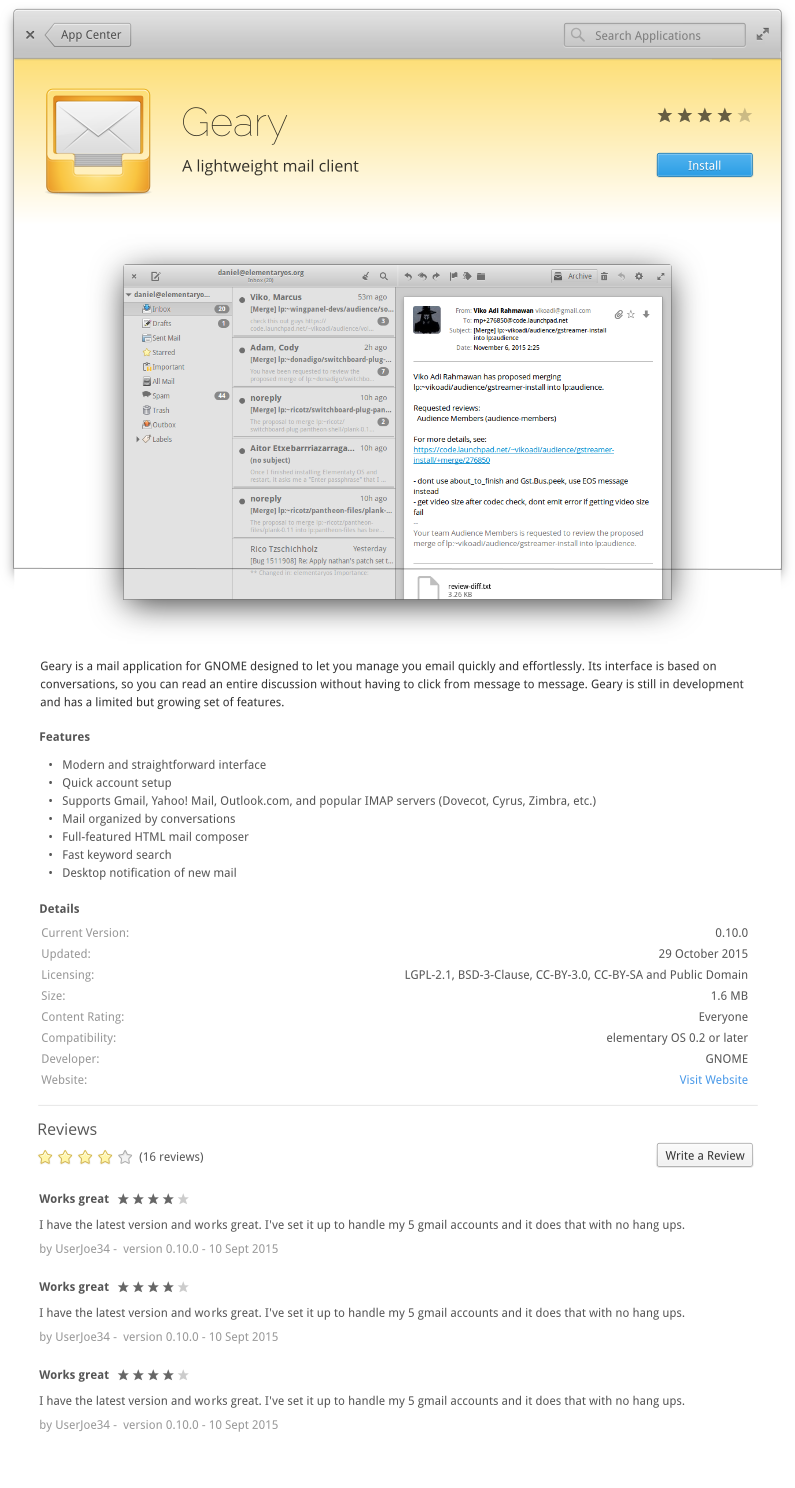 App Center
Search Applications
Geary
A lightweight mail client
Install
daniel@elementaryos.org
Inbox (20)
Archive
daniel@elementaryo...
Inbox 20
Drafts 1
Sent Mail
Starred
Important
All Mail
Spam 44
Trash
Outbox
Labels
Viko, Marcus 53m ago
[Merge] lp:~wingpanel-devs/audience/so...
check this out guys https://
code.launchpad.net/~vikoadi/audience/vol...
3
Adam, Cody 2h ago
[Merge] lp:~donadigo/switchboard-plug-...
You have been requested to review the
proposed merge of lp:~donadigo/switchbo...
7
noreply 10h ago
[Merge] lp:~ricotz/switchboard-plug-pan...
The proposal to merge lp:~ricotz/
switchboard-plug-pantheon-shell/plank-0.1...
2
Aitor Etxebarrriazarraga... 10h ago
(no subject)
Once I finished installing Elementary OS and
restart, it asks me a "Enter passphrase" that I ...
noreply 10h ago
[Merge] lp:~ricotz/pantheon-files/plank-...
The proposal to merge lp:~ricotz/pantheon-
files/plank-0.11 into lp:pantheon-files has bee...
Rico Tzschichholz Yesterday
[Bug 1511908] Re: Apply nathan's patch set t...
** Changed in: elementaryos Importance:
From: Viko Adi Rahmawan vikoadi@gmail.com
To: mp+276850@code.launchpad.net
Subject: [Merge] lp:~vikoadi/audience/gstreamer-install
into lp:audience
Date: November 6, 2015 2:25
Viko Adi Rahmawan has proposed merging
lp:~vikoadi/audience/gstreamer-install into lp:audience.
Requested reviews:
Audience Members (audience-members)
For more details, see:
https://code.launchpad.net/~vikoadi/audience/gstreamer-
install/+merge/276850
- dont use about_to_finish and Gst.Bus.peek, use EOS message
instead
- get video size after codec check, dont emit error if getting video size
fail
--
Your team Audience Members is requested to review the proposed
merge of lp:~vikoadi/audience/gstreamer-install into lp:audience.
review-diff.txt
3.26 KB
Geary is a mail application for GNOME designed to let you manage you email quickly and effortlessly. Its interface is based on
conversations, so you can read an entire discussion without having to click from message to message. Geary is still in development
and has a limited but growing set of features.
Features
• Modern and straightforward interface
• Quick account setup
• Supports Gmail, Yahoo! Mail, Outlook.com, and popular IMAP servers (Dovecot, Cyrus, Zimbra, etc.)
• Mail organized by conversations
• Full-featured HTML mail composer
• Fast keyword search
• Desktop notification of new mail
Details
Current Version: 0.10.0
Updated: 29 October 2015
Licensing: LGPL-2.1, BSD-3-Clause, CC-BY-3.0, CC-BY-SA and Public Domain
Size: 1.6 MB
Content Rating: Everyone
Compatibility: elementary OS 0.2 or later
Developer: GNOME
Website: Visit Website
Reviews
(16 reviews)
Write a Review
Works great
I have the latest version and works great. I've set it up to handle my 5 gmail accounts and it does that with no hang ups.
by UserJoe34 - version 0.10.0 - 10 Sept 2015
Works great
I have the latest version and works great. I've set it up to handle my 5 gmail accounts and it does that with no hang ups.
by UserJoe34 - version 0.10.0 - 10 Sept 2015
Works great
I have the latest version and works great. I've set it up to handle my 5 gmail accounts and it does that with no hang ups.
by UserJoe34 - version 0.10.0 - 10 Sept 2015